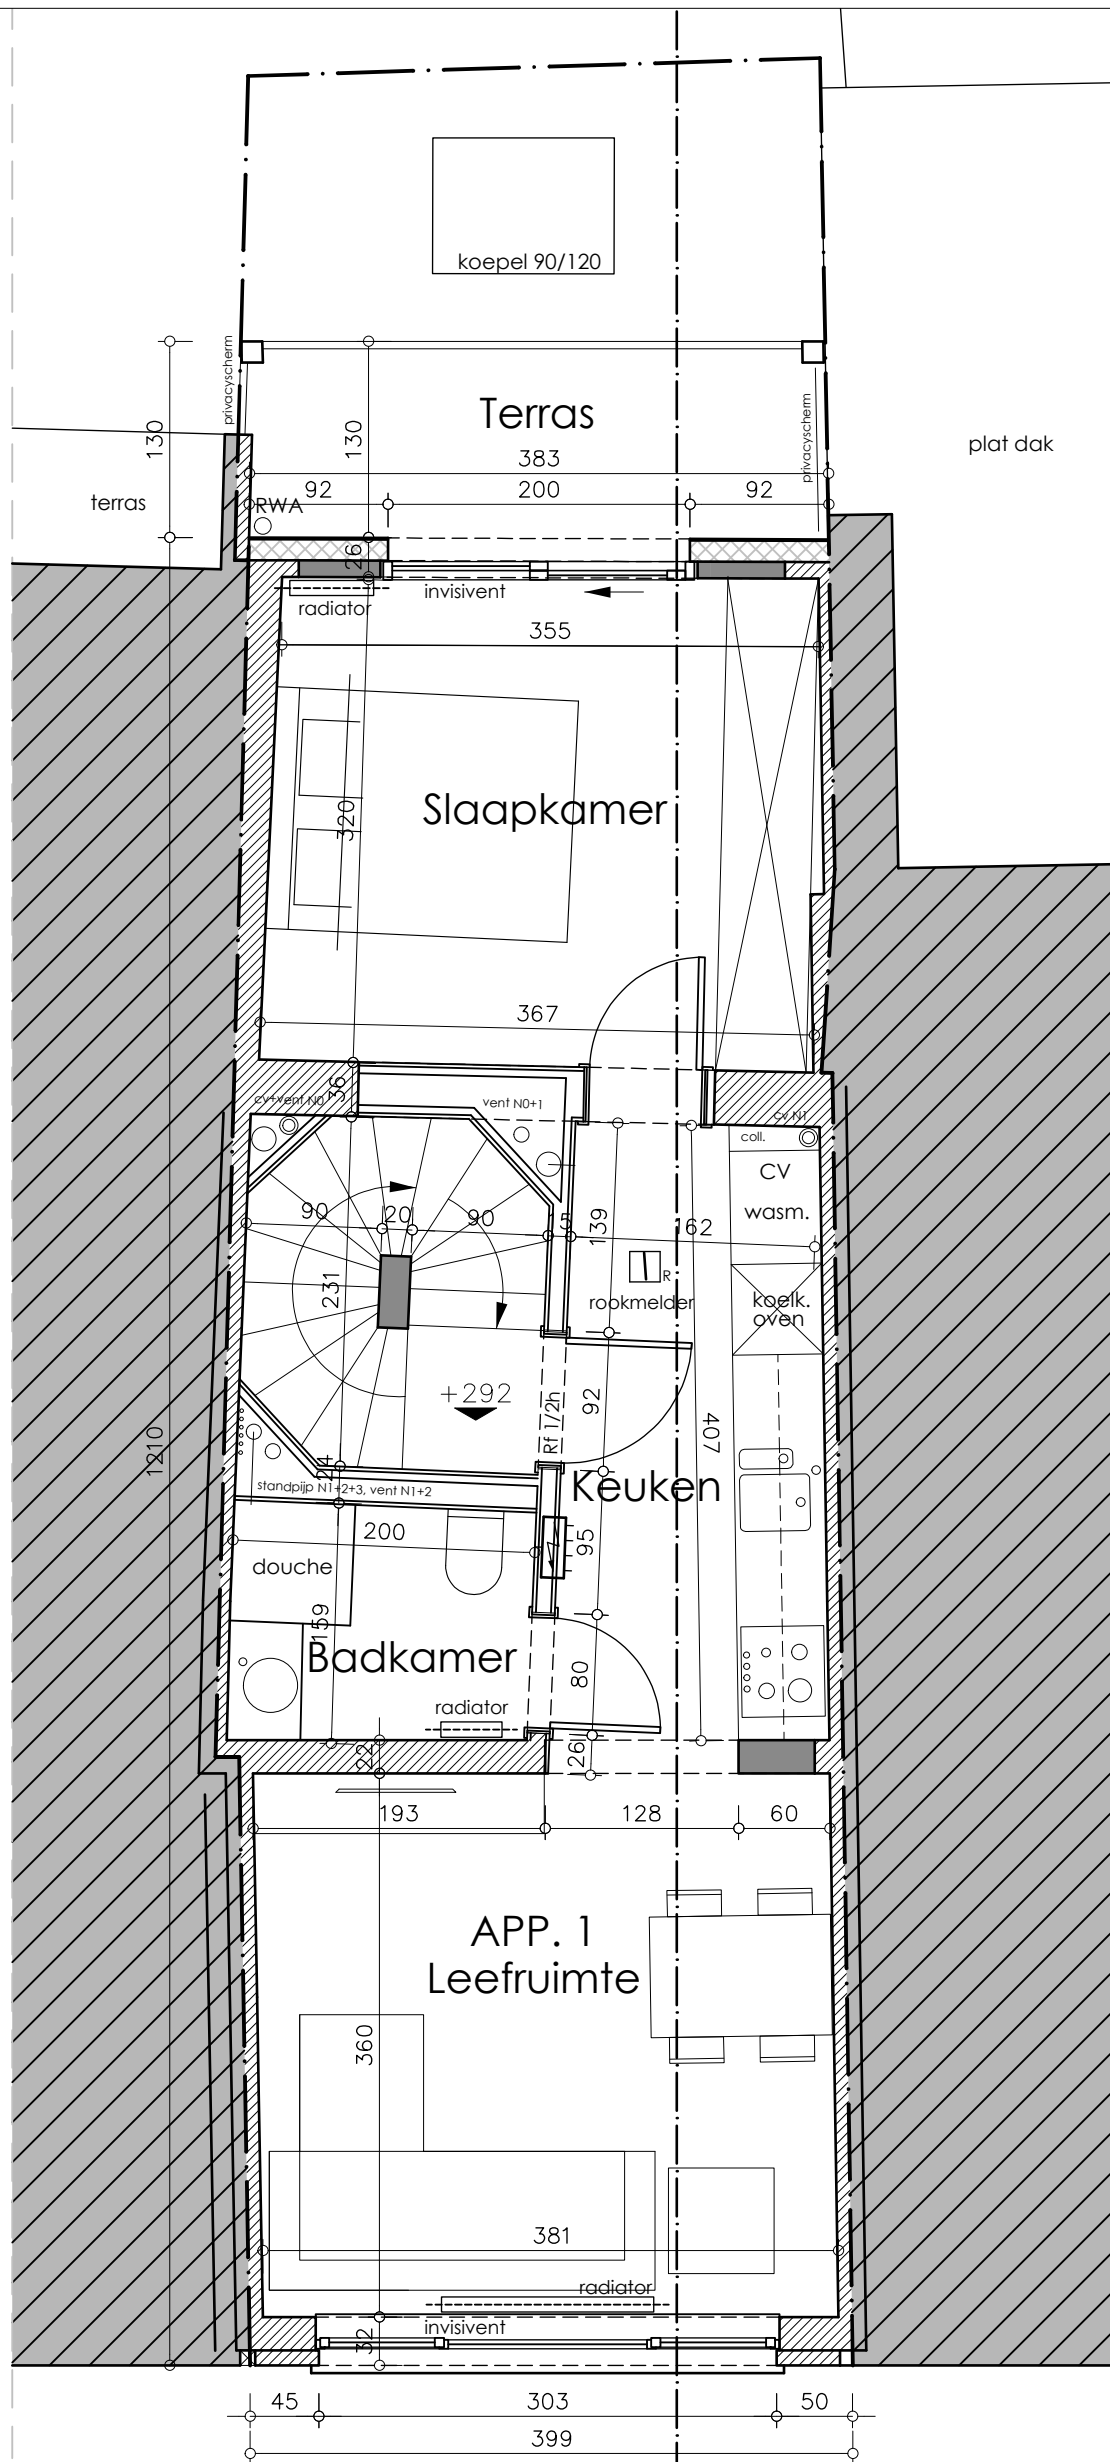 koepel 90/120
privacyscherm
privacyscherm
Terras
130
130
383
plat dak
terras
92
200
92
RWA
26
radiator
invisivent
355
Slaapkamer
320
367
36
cv+vent N0
vent N0+1
cv N1
coll.
CV
wasm.
90
20
90
5
139
162
231
R
rookmelder
koelk.
oven
+292
92
Rf 1/2h
407
1210
24
standpijp N1+2+3, vent N1+2
Keuken
200
95
douche
159
Badkamer
80
radiator
22
26
193
128
60
APP. 1
Leefruimte
360
381
radiator
invisivent
32
45
303
50
399